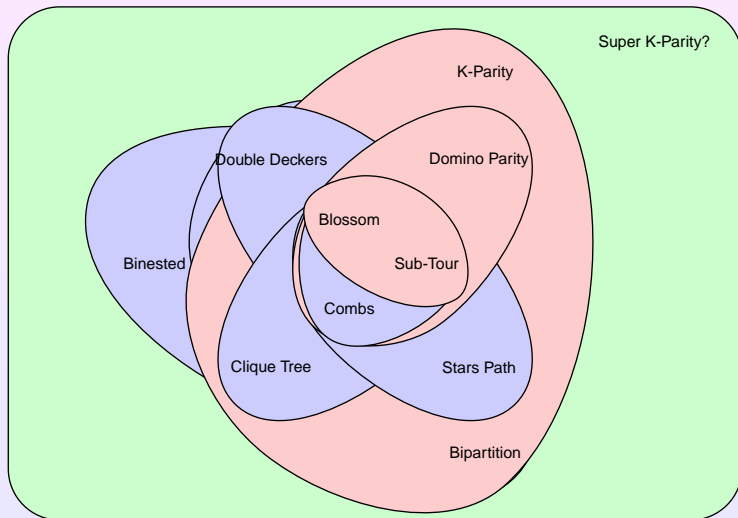 Super K-Parity?
K-Parity
Double Deckers
Domino Parity
Blossom
Binested
Sub-Tour
Combs
Clique Tree
Stars Path
Bipartition